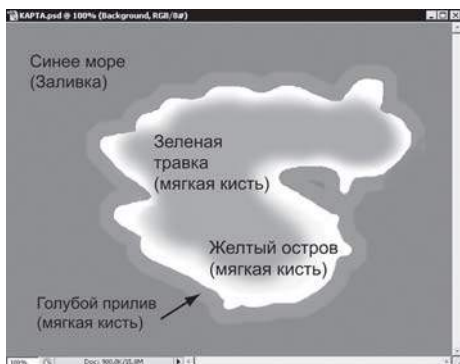 КАРТА.psd @ 100% (Background, RGB/8#)
Синее море
(Заливка)
Зеленая
травка
(мягкая кисть)
Желтый остров
(мягкая кисть)
Голубой прилив
(мягкая кисть)
100%